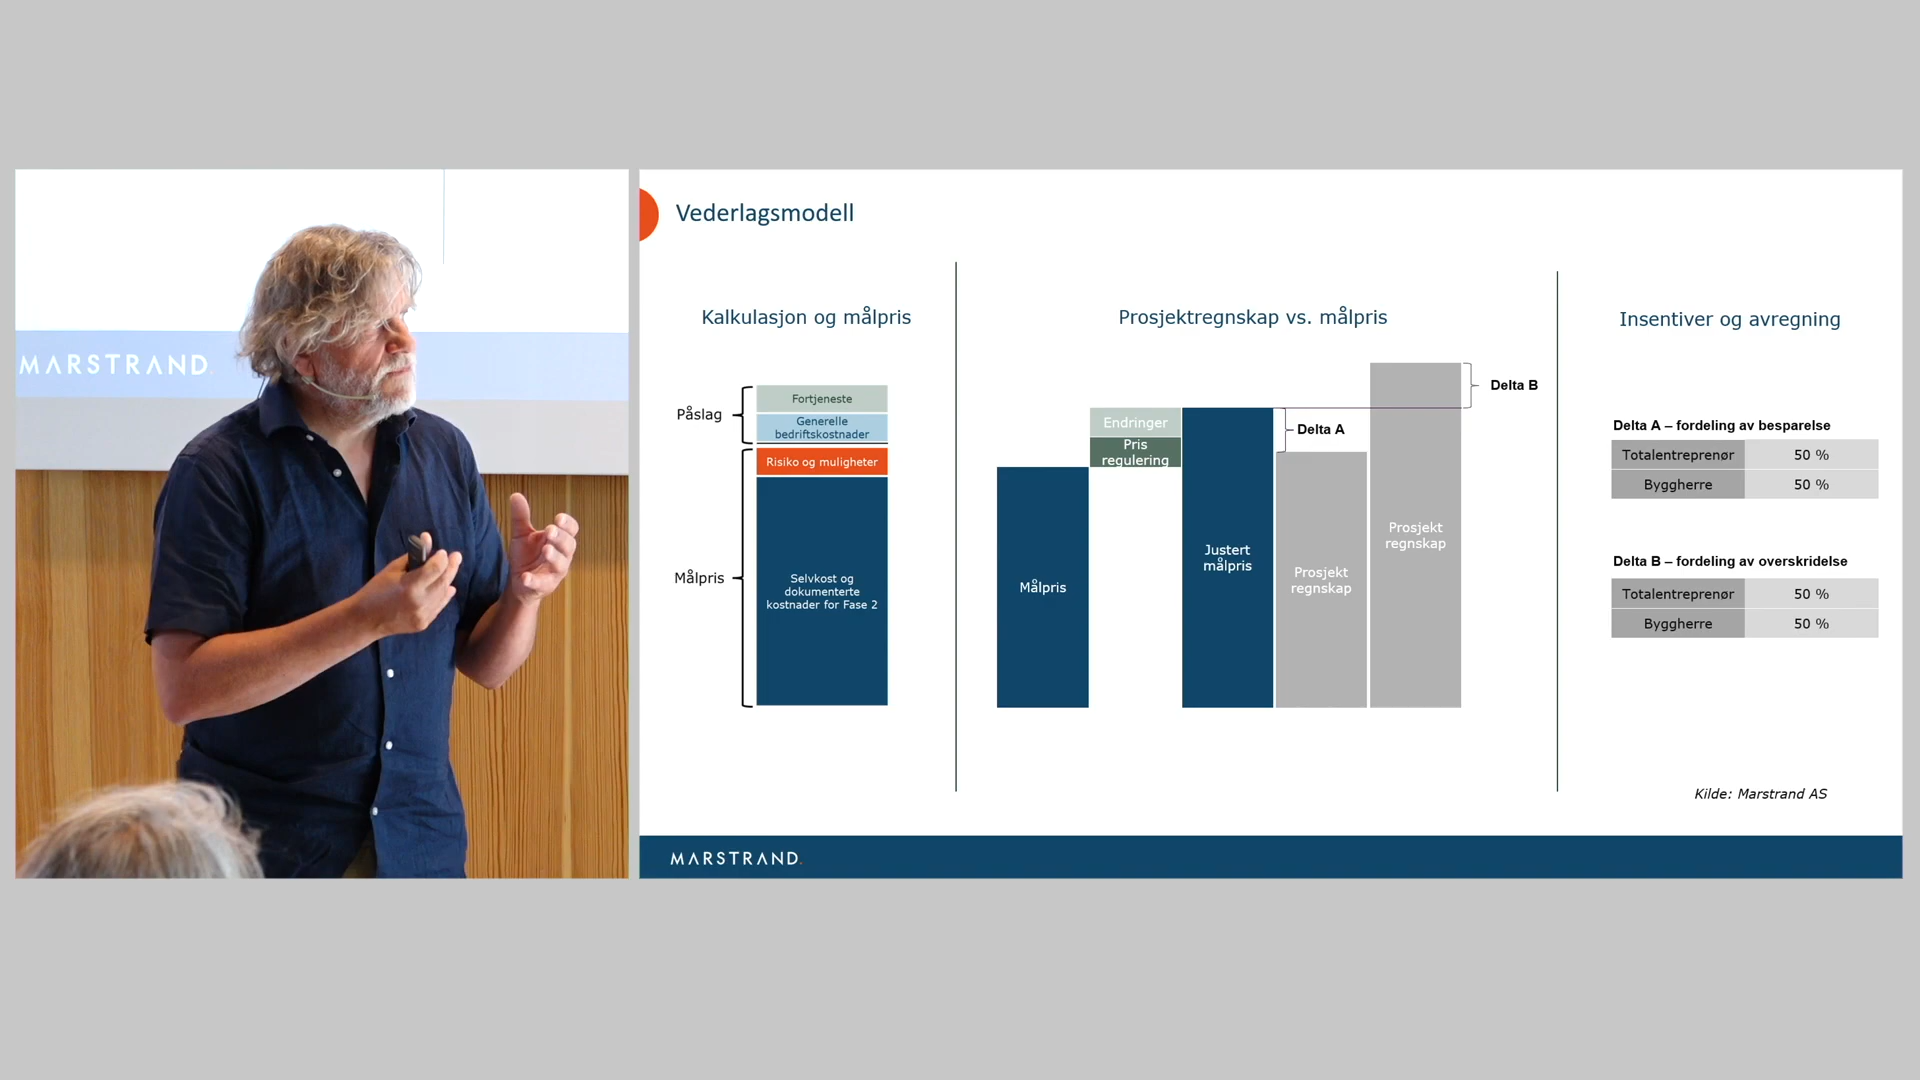 MARSTRAND.
Vederlagsmodell
Kalkulasjon og målpris
Påslag
Fortjeneste
Generelle
bedriftskostnader
Risiko og muligheter
Målpris
Selvkost og
dokumenterte
kostnader for Fase 2
Prosjektregnskap vs. målpris
Målpris
Endringer
Pris
regulering
Justert
målpris
Delta A
Prosjekt
regnskap
Prosjekt
regnskap
Delta B
Insentiver og avregning
Delta A – fordeling av besparelse
Totalentreprenør 50 %
Byggherre 50 %
Delta B – fordeling av overskridelse
Totalentreprenør 50 %
Byggherre 50 %
Kilde: Marstrand AS
MARSTRAND.